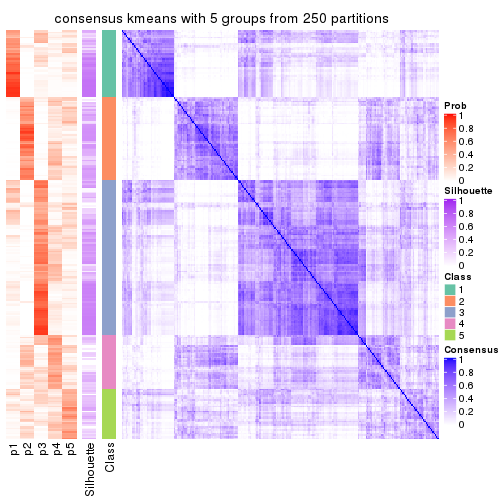 consensus kmeans with 5 groups from 250 partitions
Prob
1
0.8
0.6
0.4
0.2
0
Silhouette
1
0.8
0.6
0.4
0.2
0
Class
1
2
3
4
5
Consensus
1
0.8
0.6
0.4
0.2
0
p1
p2
p3
p4
p5
Silhouette
Class